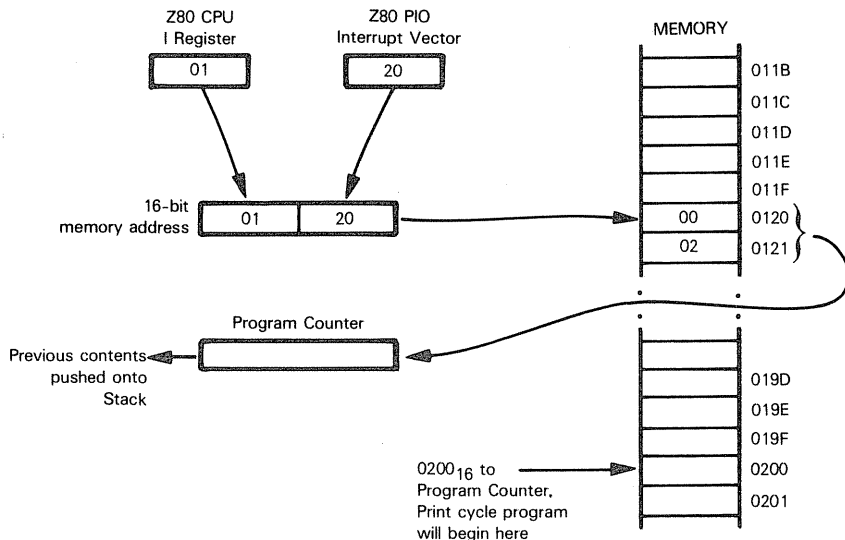 Z80 CPU
I Register
Z80 PIO
Interrupt Vector
MEMORY
01
20
011B
011C
011D
011E
011F
16-bit
memory address
01
20
00
0120
02
0121
Program Counter
Previous contents
pushed onto
Stack
019D
019E
019F
0200
0201
0200₁₆ to
Program Counter,
Print cycle program
will begin here